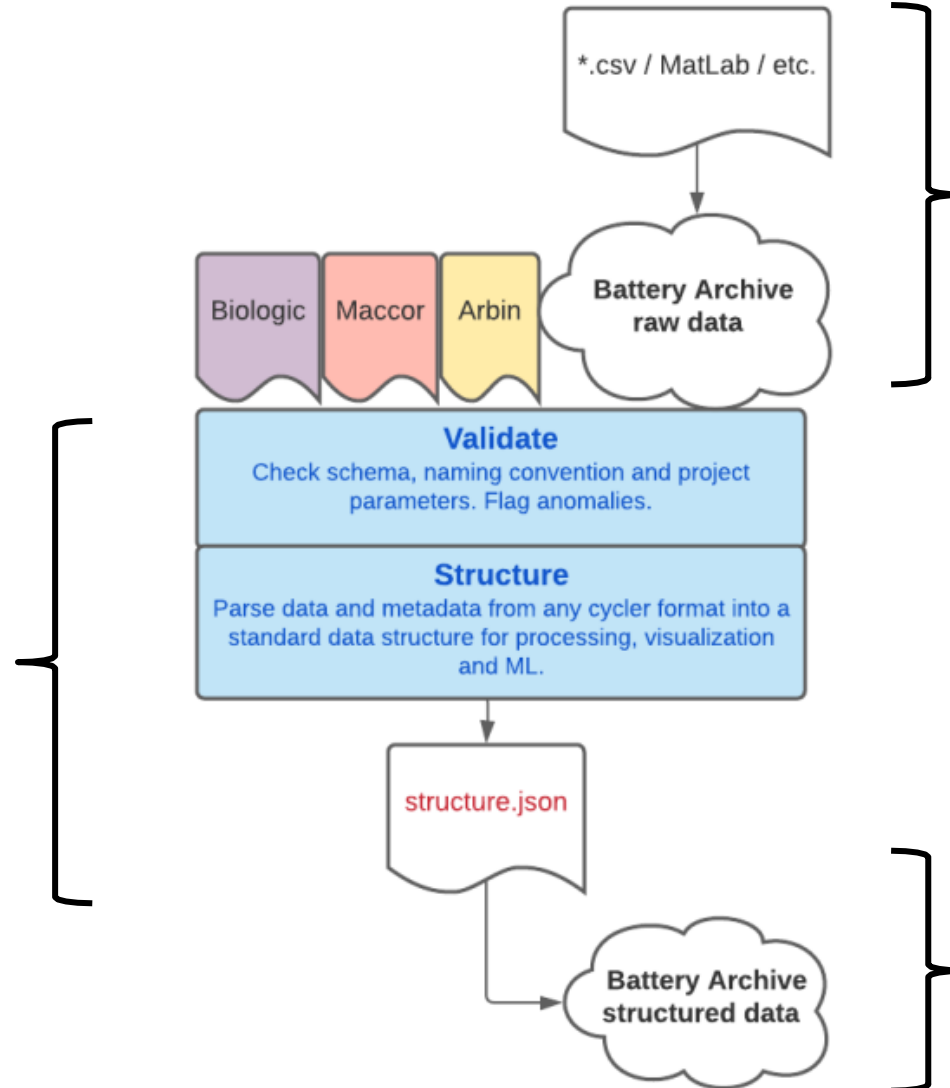 *.csv / MatLab / etc.
Biologic
Maccor
Arbin
Battery Archive
raw data
Validate
Check schema, naming convention and project
parameters. Flag anomalies.
Structure
Parse data and metadata from any cycler format into a
standard data structure for processing, visualization
and ML.
structure.json
Battery Archive
structured data